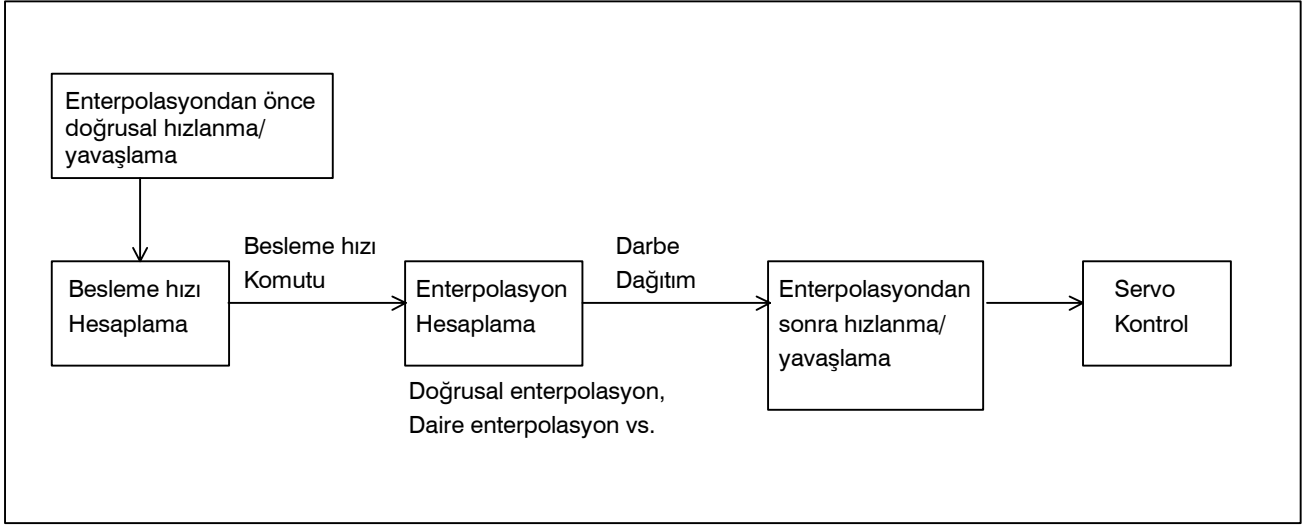 Enterpolasyondan önce
doğrusal hızlanma/
yavaşlama
Besleme hızı
Komutu
Darbe
Dağıtım
Besleme hızı
Hesaplama
Enterpolasyon
Hesaplama
Enterpolasyondan
sonra hızlanma/
yavaşlama
Servo
Kontrol
Doğrusal enterpolasyon,
Daire enterpolasyon vs.